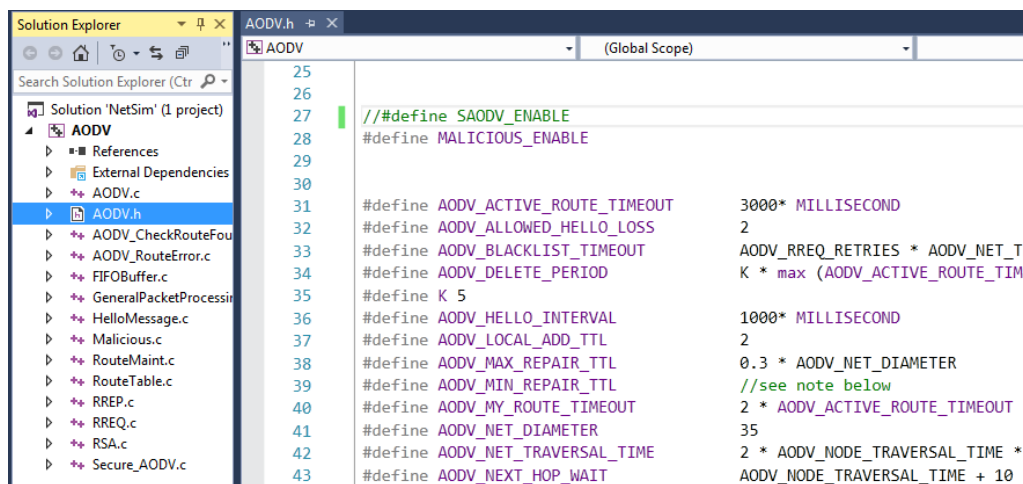 Solution Explorer
Search Solution Explorer (Ctr
Solution 'NetSim' (1 project)
AODV
References
External Dependencies
AODV.c
AODV.h
AODV_CheckRouteFou
AODV_RouteError.c
FIFOBuffer.c
GeneralPacketProcessin
HelloMessage.c
Malicious.c
RouteMaint.c
RouteTable.c
RREP.c
RREQ.c
RSA.c
Secure_AODV.c
AODV.h
AODV (Global Scope)
25
26
27 //#define SAODV_ENABLE
28 #define MALICIOUS_ENABLE
29
30
31 #define AODV_ACTIVE_ROUTE_TIMEOUT 3000* MILLISECOND
32 #define AODV_ALLOWED_HELLO_LOSS 2
33 #define AODV_BLACKLIST_TIMEOUT AODV_RREQ_RETRIES * AODV_NET_T
34 #define AODV_DELETE_PERIOD K * max (AODV_ACTIVE_ROUTE_TIM
35 #define K 5
36 #define AODV_HELLO_INTERVAL 1000* MILLISECOND
37 #define AODV_LOCAL_ADD_TTL 2
38 #define AODV_MAX_REPAIR_TTL 0.3 * AODV_NET_DIAMETER
39 #define AODV_MIN_REPAIR_TTL //see note below
40 #define AODV_MY_ROUTE_TIMEOUT 2 * AODV_ACTIVE_ROUTE_TIMEOUT
41 #define AODV_NET_DIAMETER 35
42 #define AODV_NET_TRAVERSAL_TIME 2 * AODV_NODE_TRAVERSAL_TIME *
43 #define AODV_NEXT_HOP_WAIT AODV_NODE_TRAVERSAL_TIME + 10